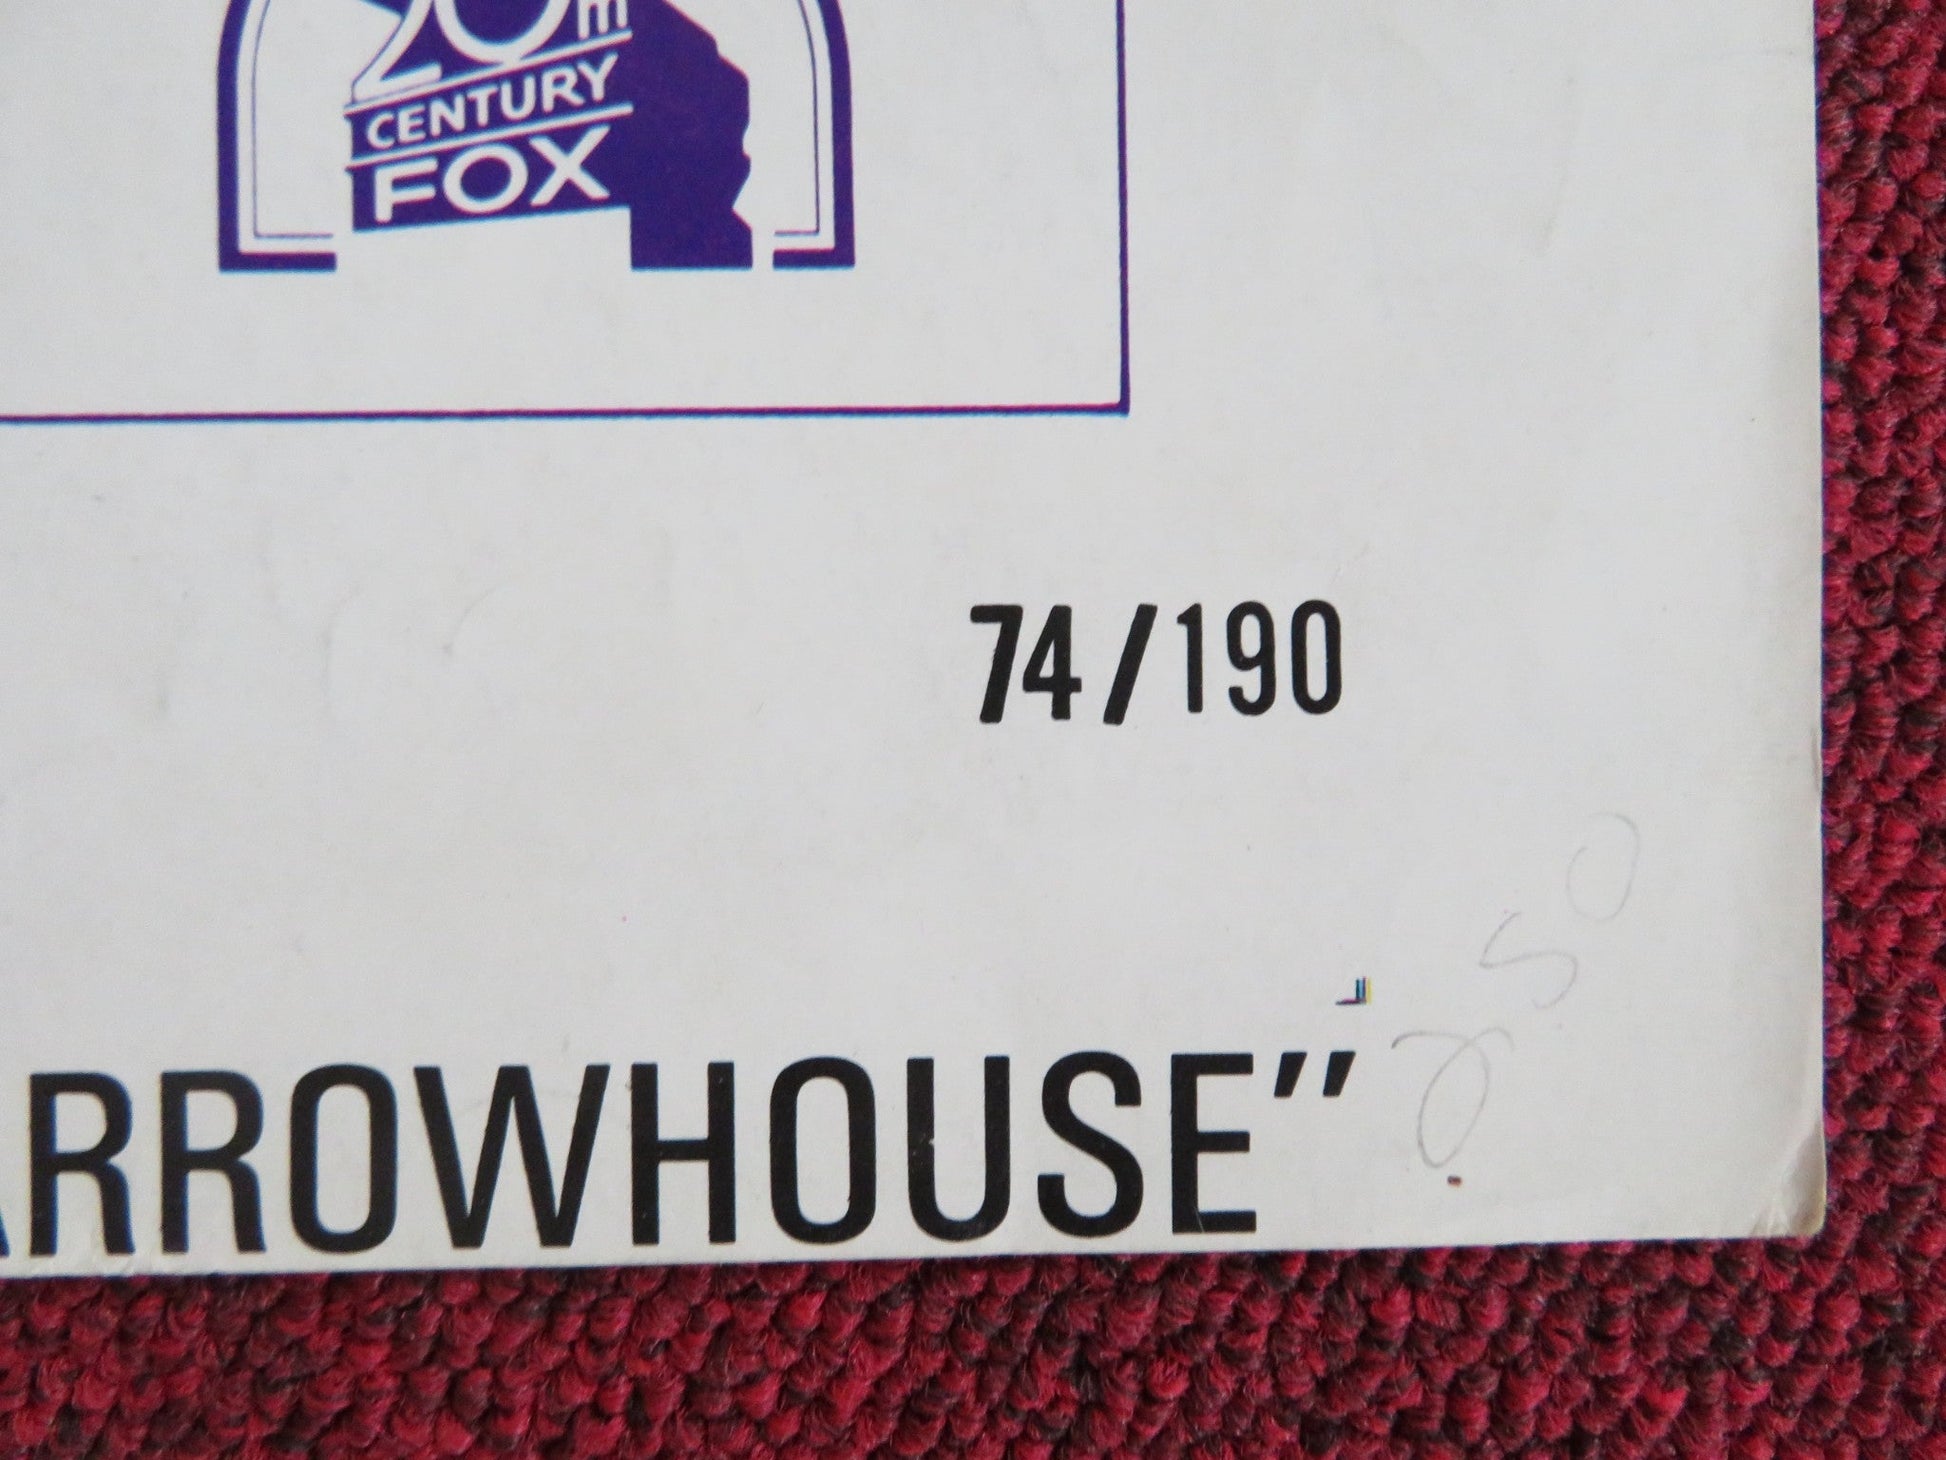 20TH
CENTURY
FOX
74/190
ARROWHOUSE"